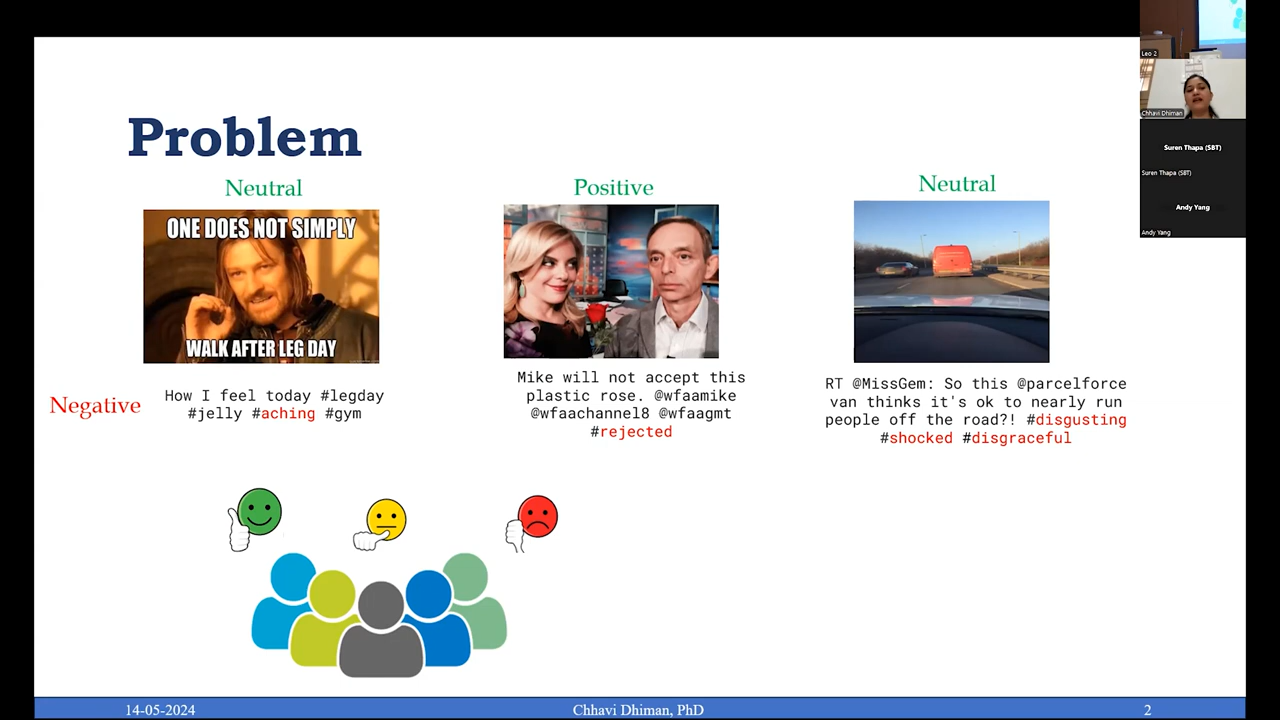 Problem
Neutral
Positive
Neutral
ONE DOES NOT SIMPLY
WALK AFTER LEG DAY
Negative
How I feel today #legday
#jelly #aching #gym
Mike will not accept this
plastic rose. @wfaamike
@wfaachannel8 @wfaagmt
#rejected
RT @MissGem: So this @parcelforce
van thinks it's ok to nearly run
people off the road?! #disgusting
#shocked #disgraceful
14-05-2024
Chhavi Dhiman, PhD
2
Leo 2
Chhavi Dhiman
Suren Thapa (SBT)
Suren Thapa (SBT)
Andy Yang
Andy Yang